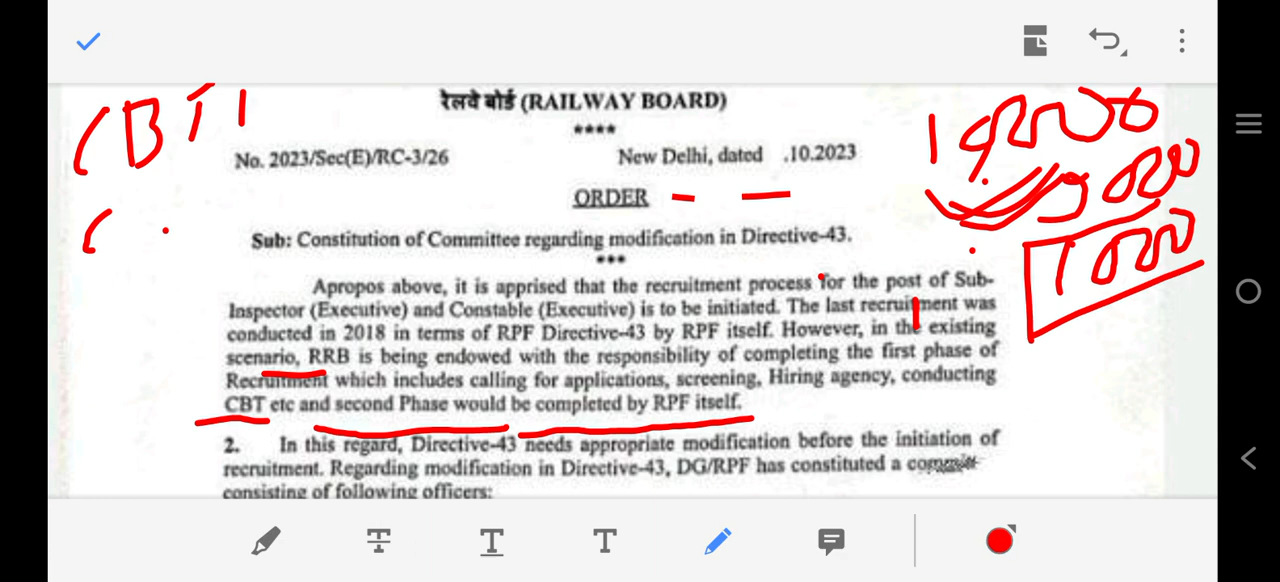 रेलवे बोर्ड (RAILWAY BOARD)
****
No. 2023/Sec(E)/RC-3/26 New Delhi, dated .10.2023
ORDER
Sub: Constitution of Committee regarding modification in Directive-43.
***
Apropos above, it is apprised that the recruitment process for the post of Sub-
Inspector (Executive) and Constable (Executive) is to be initiated. The last recruitment was
conducted in 2018 in terms of RPF Directive-43 by RPF itself. However, in the existing
scenario, RRB is being endowed with the responsibility of completing the first phase of
Recruitment which includes calling for applications, screening, Hiring agency, conducting
CBT etc and second Phase would be completed by RPF itself.
2. In this regard, Directive-43 needs appropriate modification before the initiation of
recruitment. Regarding modification in Directive-43, DG/RPF has constituted a
consisting of following officers:
CBT
T T T